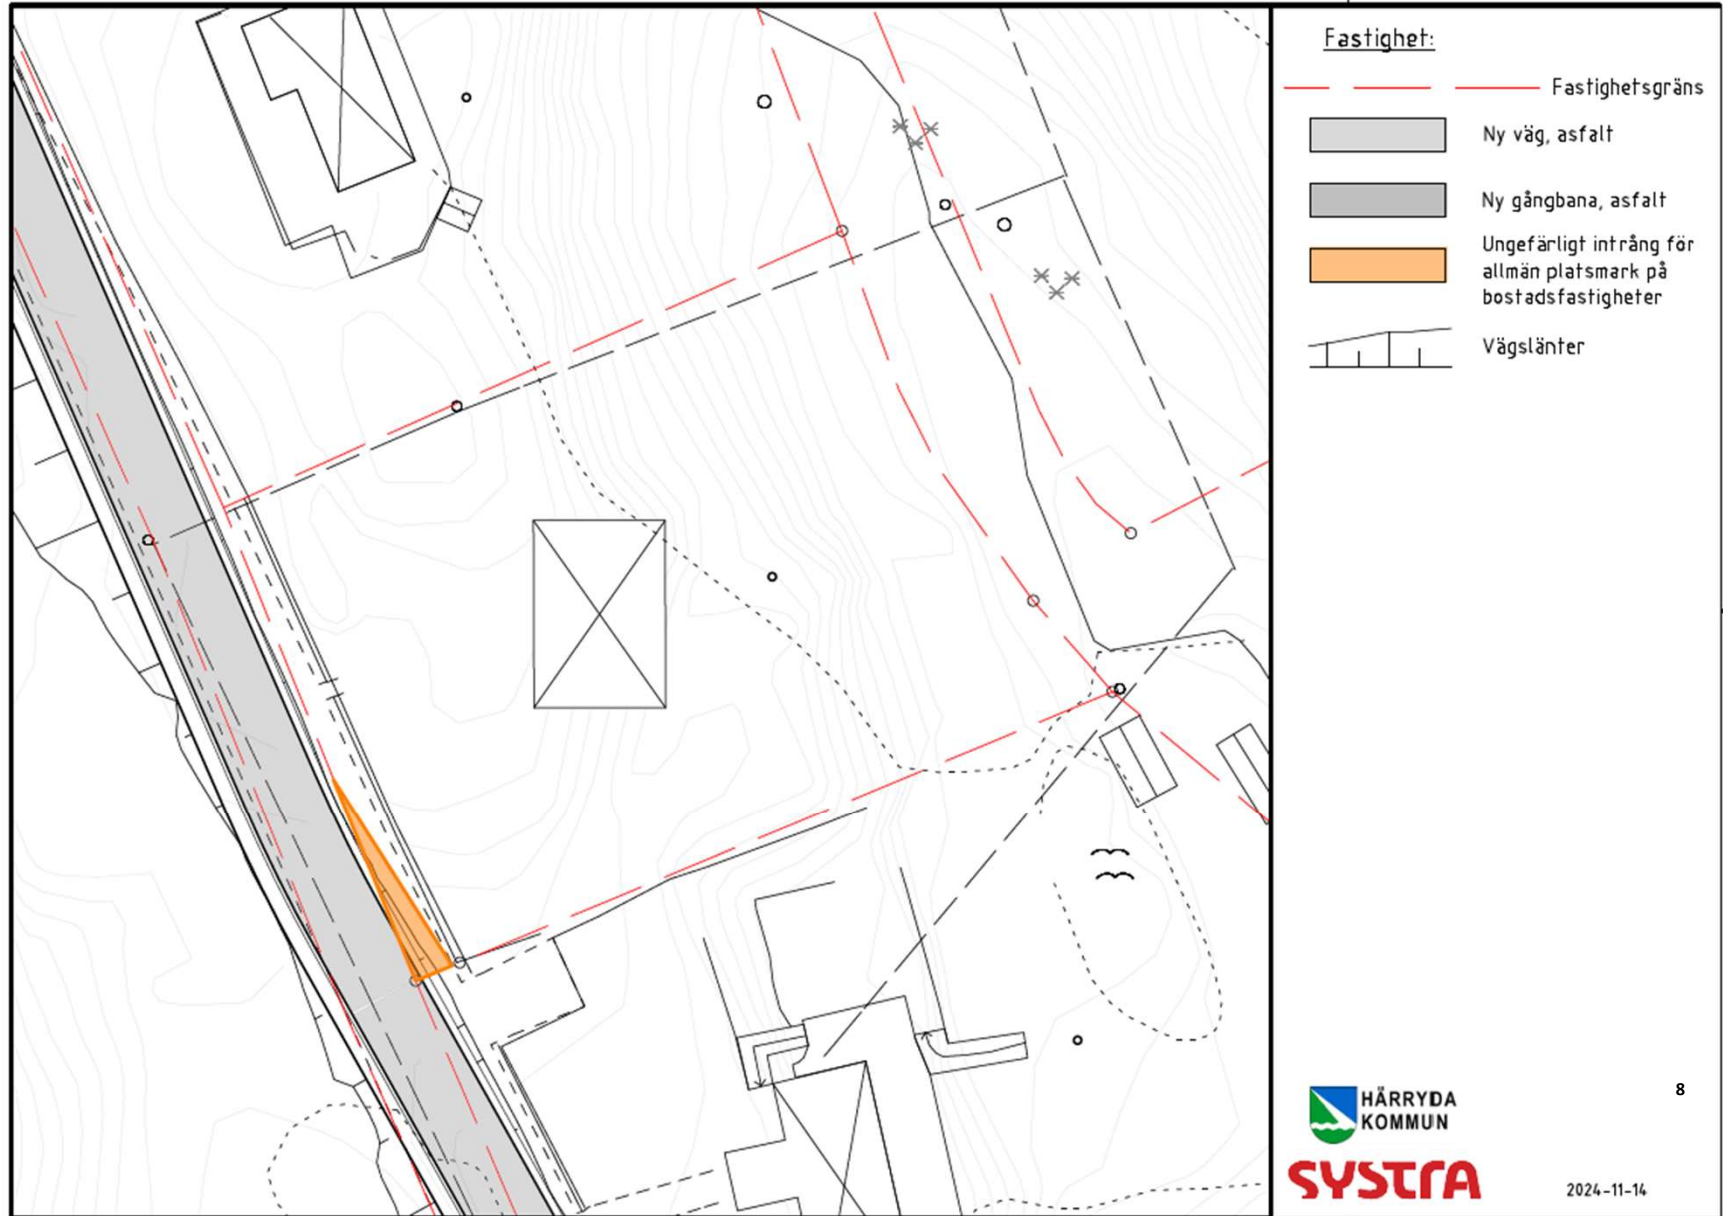 Fastighet:
Fastighetsgräns
Ny väg, asfalt
Ny gångbana, asfalt
Ungefärligt intrång för
allmän platsmark på
bostadsfastigheter
Vägslänter
8
HÄRRYDA
KOMMUN
SYSTRA
2024-11-14